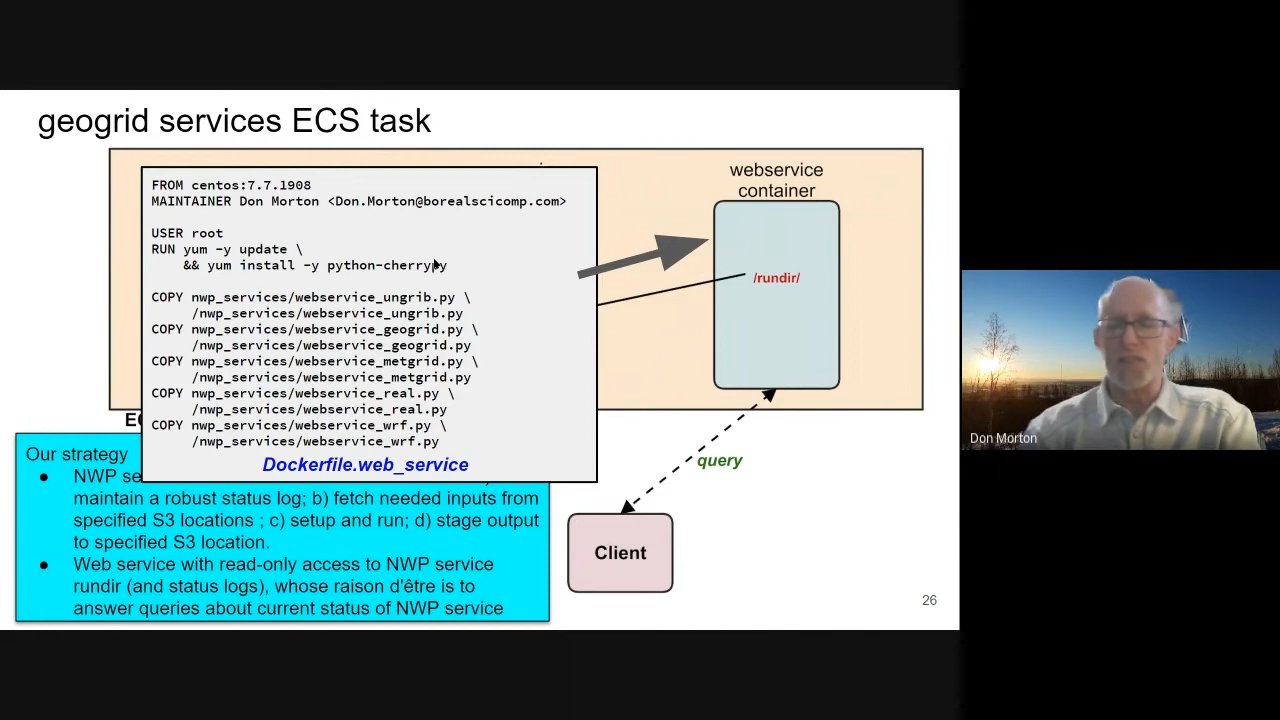 geogrid services ECS task
webservice
container
FROM centos:7.7.1908
MAINTAINER Don Morton <Don.Morton@borealscicomp.com>
USER root
RUN yum -y update \
&& yum install -y python-cherrypy
COPY nwp_services/webservice_ungrib.py \
/nwp_services/webservice_ungrib.py
COPY nwp_services/webservice_geogrid.py \
/nwp_services/webservice_geogrid.py
COPY nwp_services/webservice_metgrid.py \
/nwp_services/webservice_metgrid.py
COPY nwp_services/webservice_real.py \
/nwp_services/webservice_real.py
COPY nwp_services/webservice_wrf.py \
/nwp_services/webservice_wrf.py
Dockerfile.web_service
/rundir/
query
Client
Our strategy
● NWP se
maintain a robust status log; b) fetch needed inputs from
specified S3 locations ; c) setup and run; d) stage output
to specified S3 location.
● Web service with read-only access to NWP service
rundir (and status logs), whose raison d'être is to
answer queries about current status of NWP service
26
Don Morton